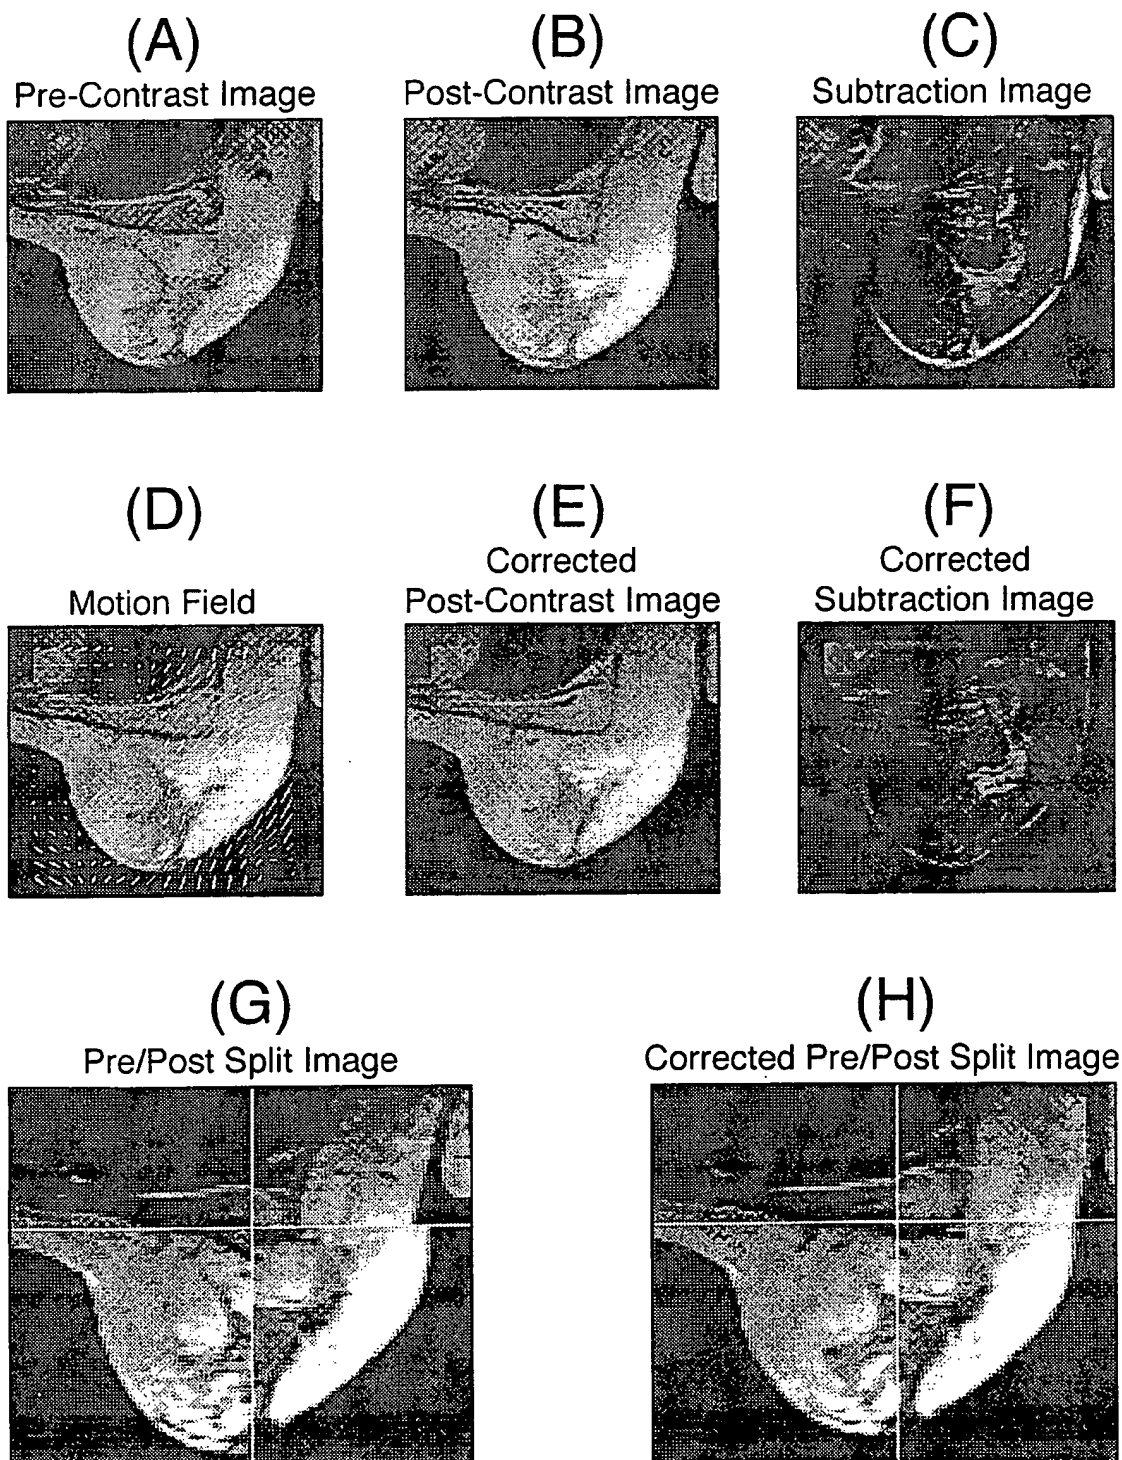 (A)
Pre-Contrast Image
(B)
Post-Contrast Image
(C)
Subtraction Image
(D)
Motion Field
(E)
Corrected
Post-Contrast Image
(F)
Corrected
Subtraction Image
(G)
Pre/Post Split Image
(H)
Corrected Pre/Post Split Image